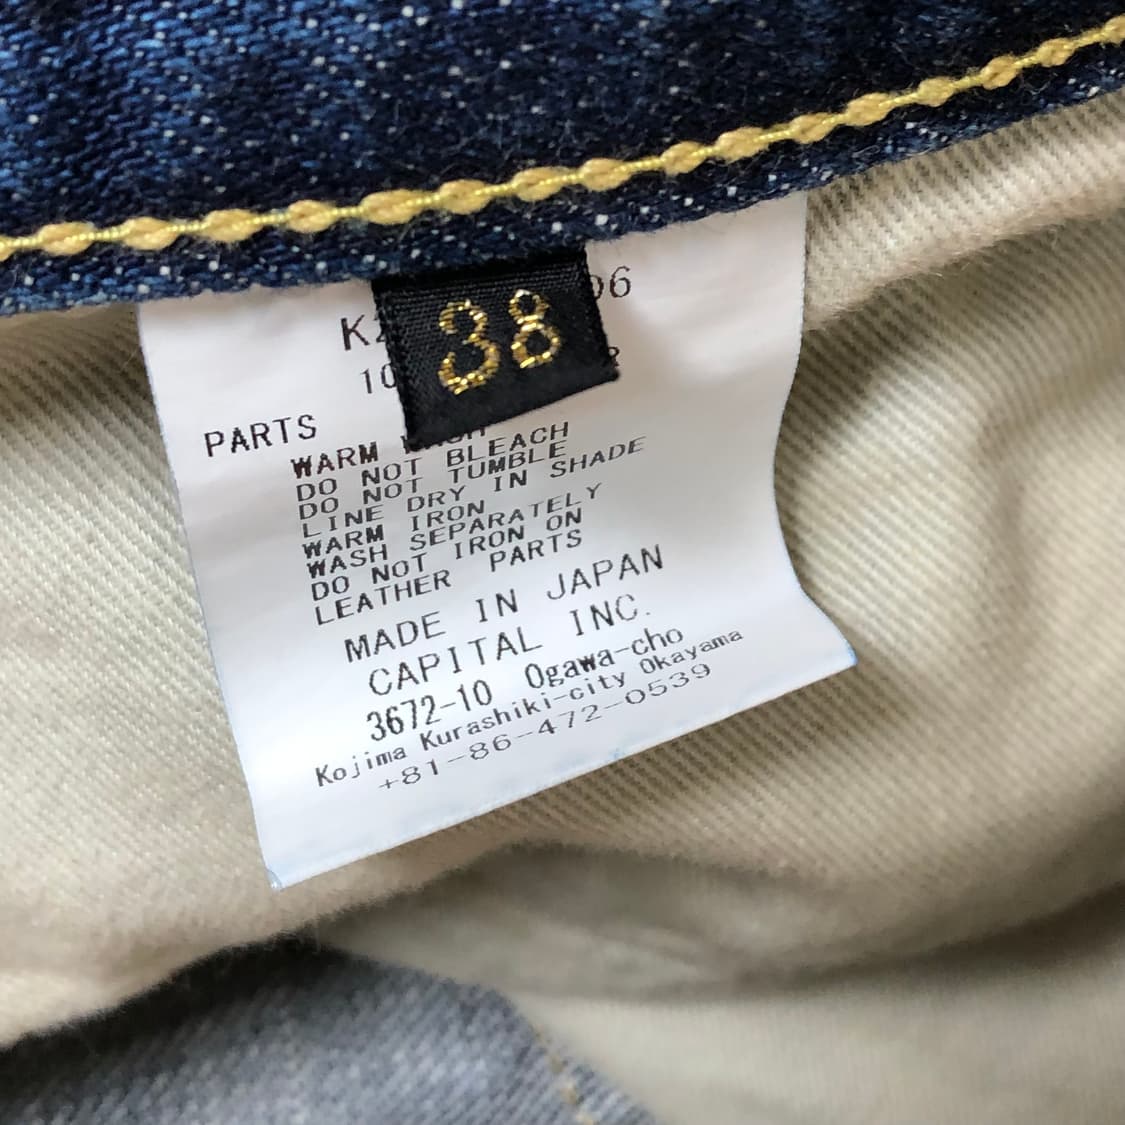 38
PARTS
WARM
DO NOT BLEACH
DO NOT TUMBLE
LINE DRY IN SHADE
WARM IRON
WASH SEPARATELY
DO NOT IRON ON
LEATHER PARTS
MADE IN JAPAN
CAPITAL INC.
3672-10 Ogawa-cho
Kojima Kurashiki-city Okayama
+81-86-472-0539